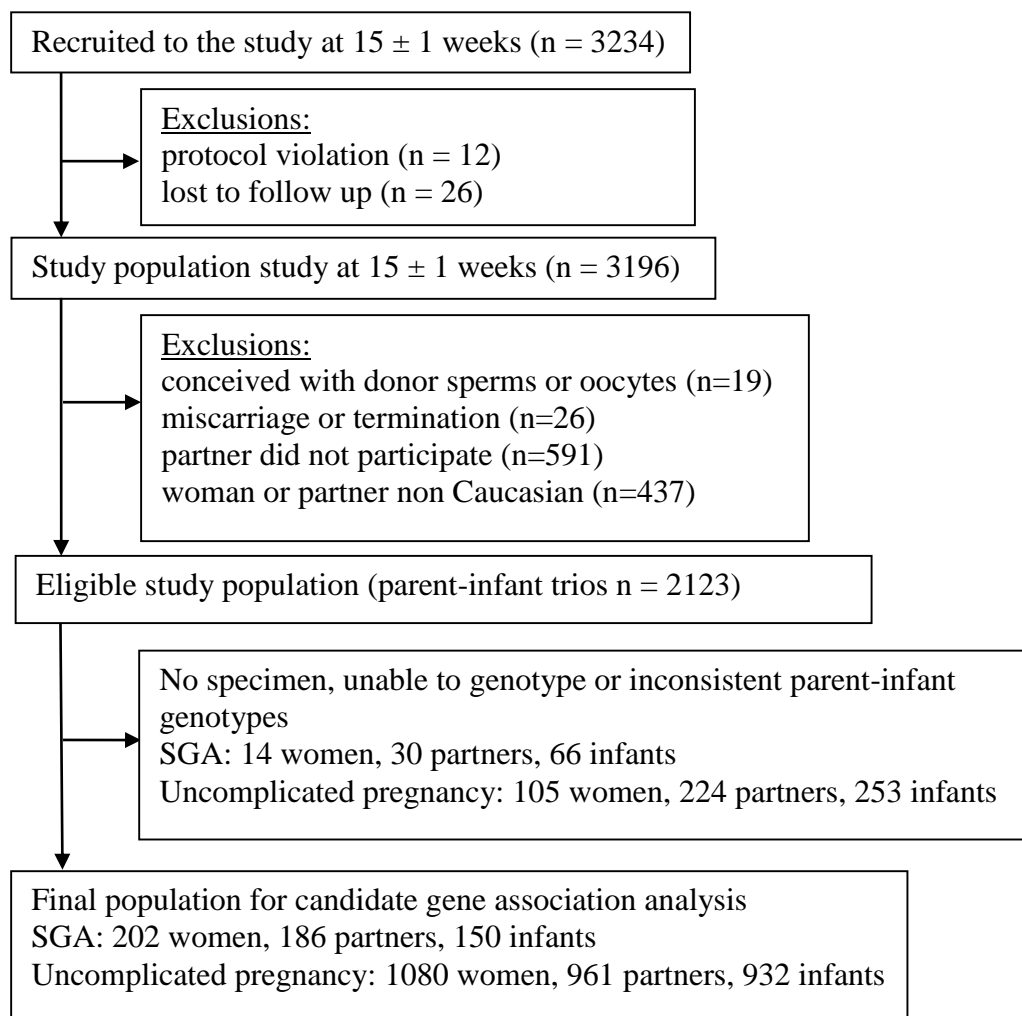 Recruited to the study at 15 ± 1 weeks (n = 3234)
Exclusions:
protocol violation (n = 12)
lost to follow up (n = 26)
Study population study at 15 ± 1 weeks (n = 3196)
Exclusions:
conceived with donor sperms or oocytes (n=19)
miscarriage or termination (n=26)
partner did not participate (n=591)
woman or partner non Caucasian (n=437)
Eligible study population (parent-infant trios n = 2123)
No specimen, unable to genotype or inconsistent parent-infant
genotypes
SGA: 14 women, 30 partners, 66 infants
Uncomplicated pregnancy: 105 women, 224 partners, 253 infants
Final population for candidate gene association analysis
SGA: 202 women, 186 partners, 150 infants
Uncomplicated pregnancy: 1080 women, 961 partners, 932 infants